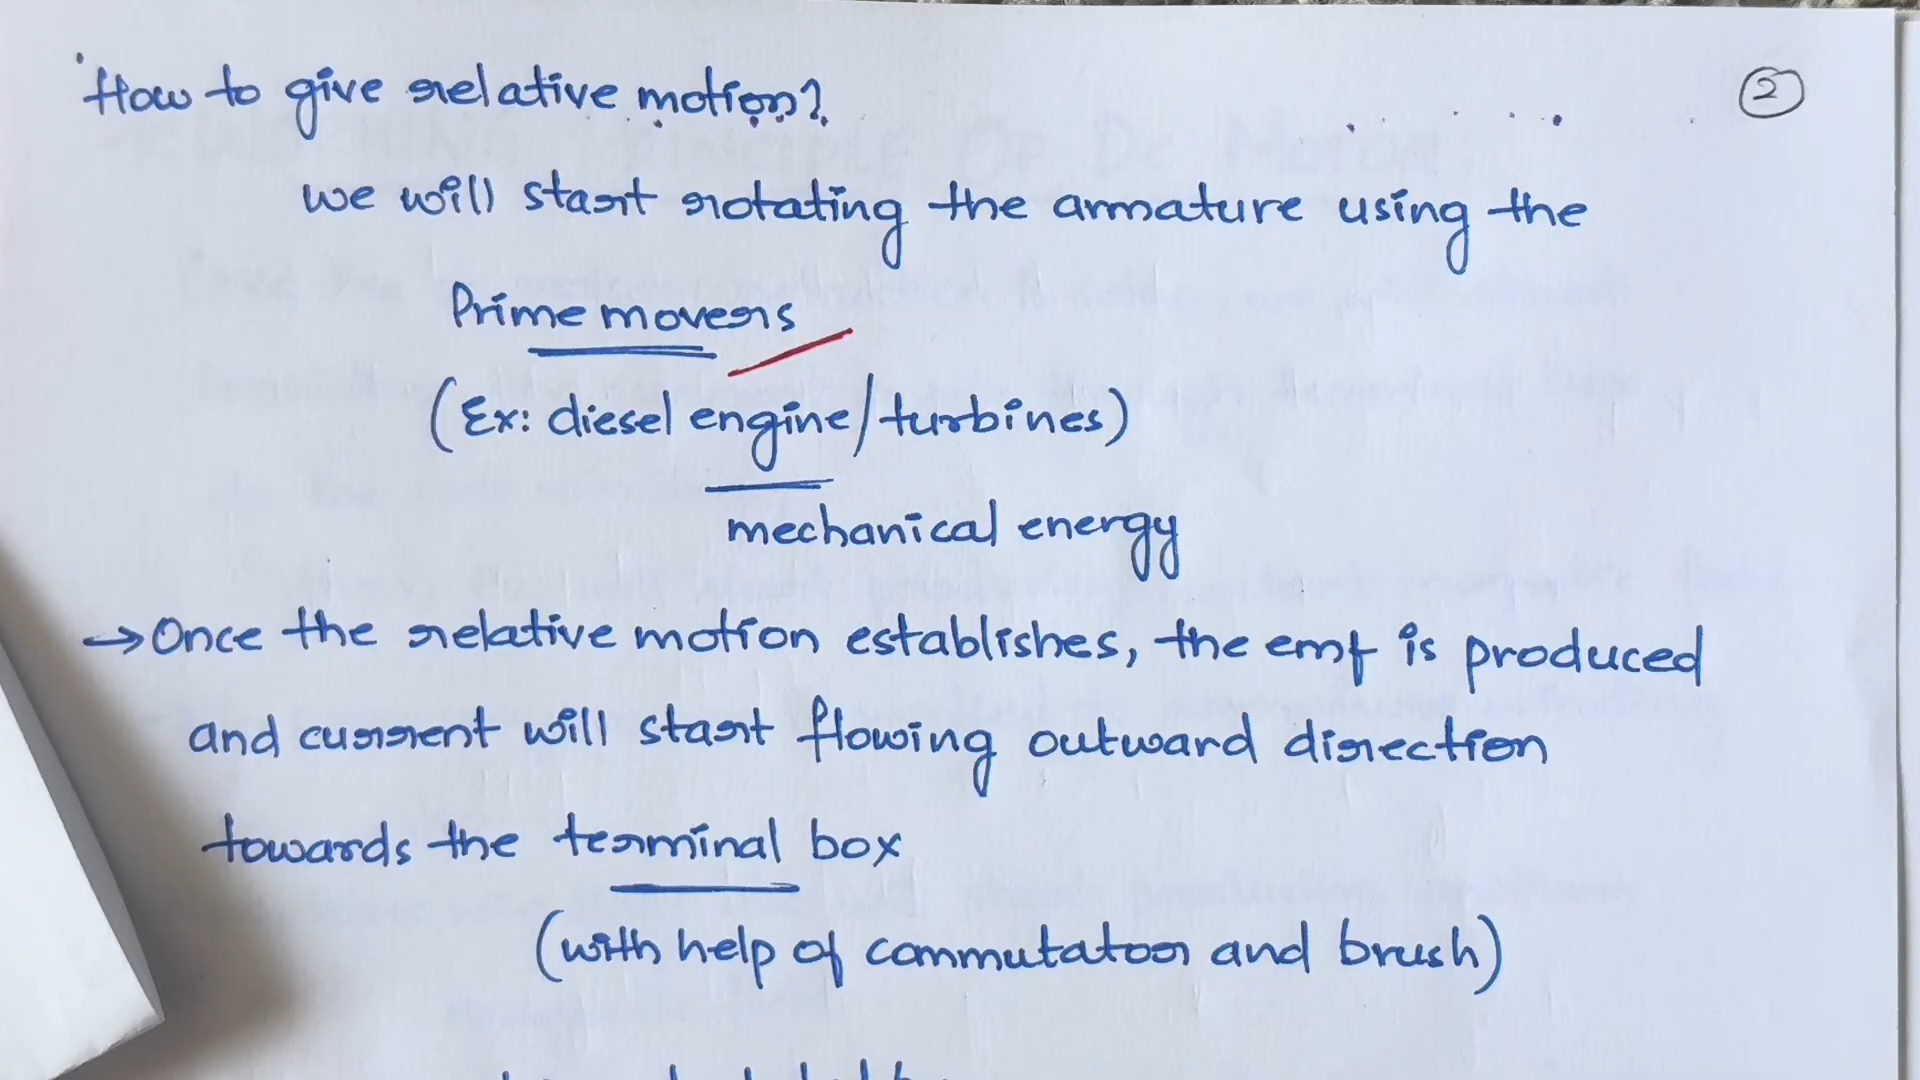 How to give relative motion?
2
we will start rotating the armature using the
Prime movers
(Ex: diesel engine/turbines)
mechanical energy
→ Once the relative motion establishes, the emf is produced
and current will start flowing outward direction
towards the terminal box
(with help of commutator and brush)